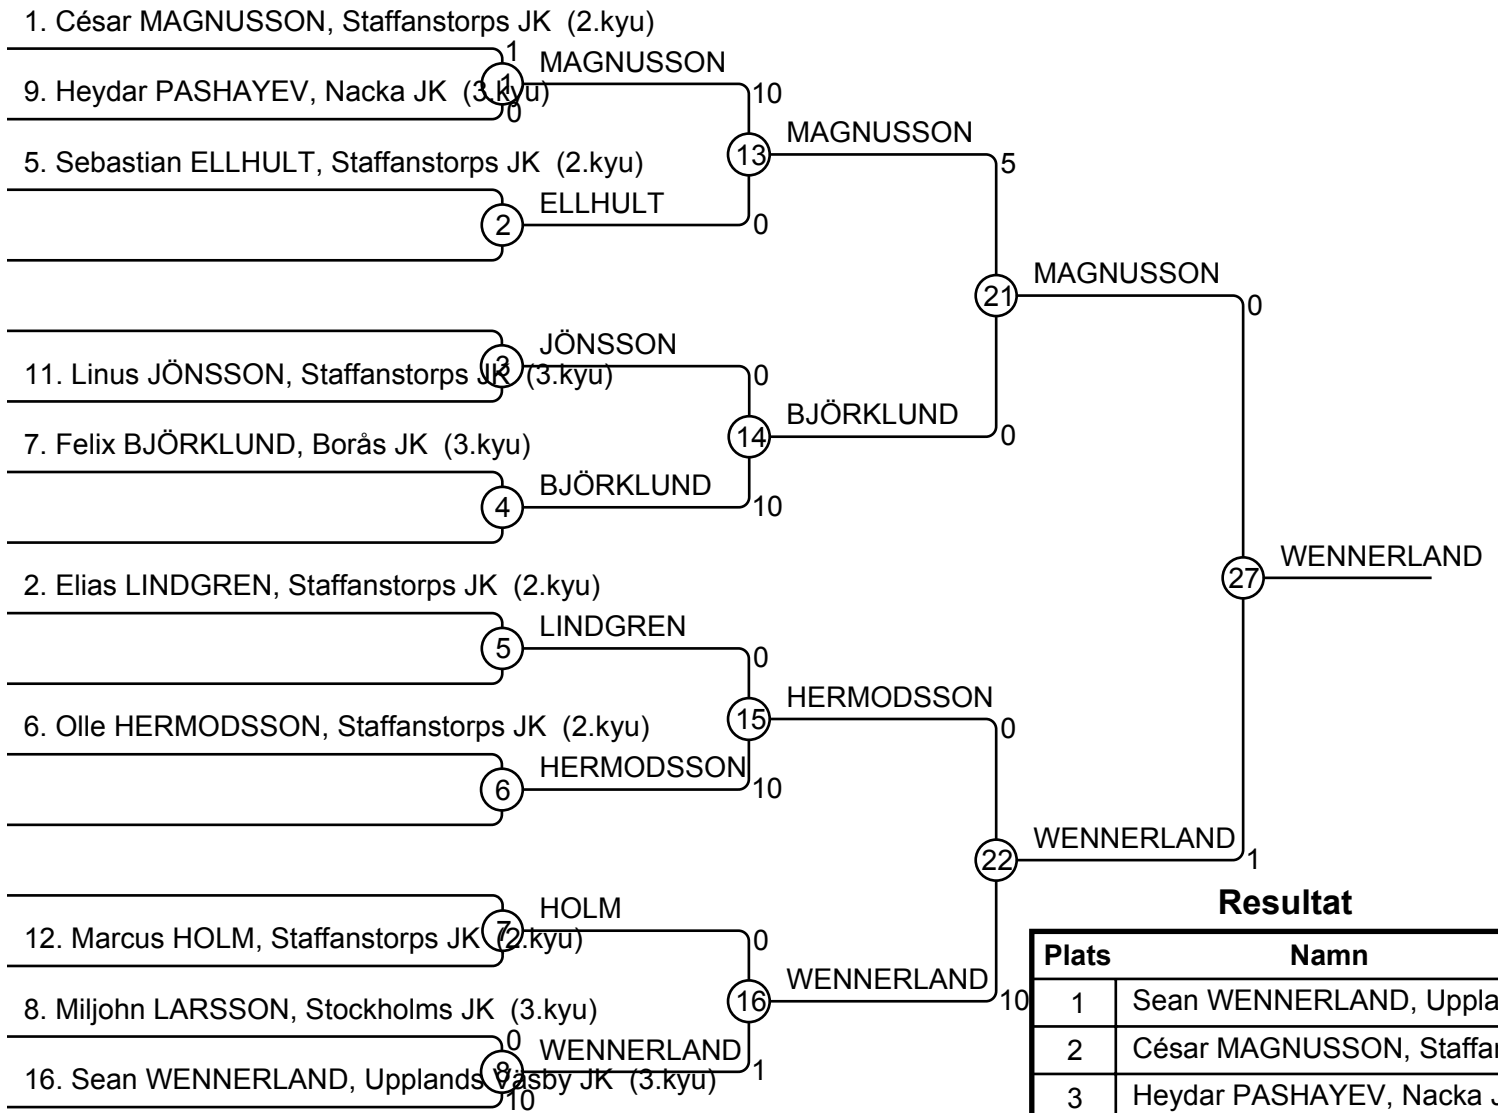 1. César MAGNUSSON, Staffanstorps JK (2.kyu)
1
MAGNUSSON
1
9. Heydar PASHAYEV, Nacka JK (3.kyu)
0
10
MAGNUSSON
13
5. Sebastian ELLHULT, Staffanstorps JK (2.kyu)
5
ELLHULT
2
0
MAGNUSSON
21
0
JÖNSSON
3
11. Linus JÖNSSON, Staffanstorps JK (3.kyu)
0
BJÖRKLUND
14
0
7. Felix BJÖRKLUND, Borås JK (3.kyu)
BJÖRKLUND
4
10
WENNERLAND
27
2. Elias LINDGREN, Staffanstorps JK (2.kyu)
LINDGREN
5
0
HERMODSSON
15
0
6. Olle HERMODSSON, Staffanstorps JK (2.kyu)
HERMODSSON
6
10
WENNERLAND
22
1
HOLM
7
12. Marcus HOLM, Staffanstorps JK (2.kyu)
0
WENNERLAND
16
10
8. Miljohn LARSSON, Stockholms JK (3.kyu)
0
WENNERLAND
8
1
16. Sean WENNERLAND, Upplands Väsby JK (3.kyu)
10
Resultat
Plats Namn
1 Sean WENNERLAND, Uppla
2 César MAGNUSSON, Staffan
3 Heydar PASHAYEV, Nacka J